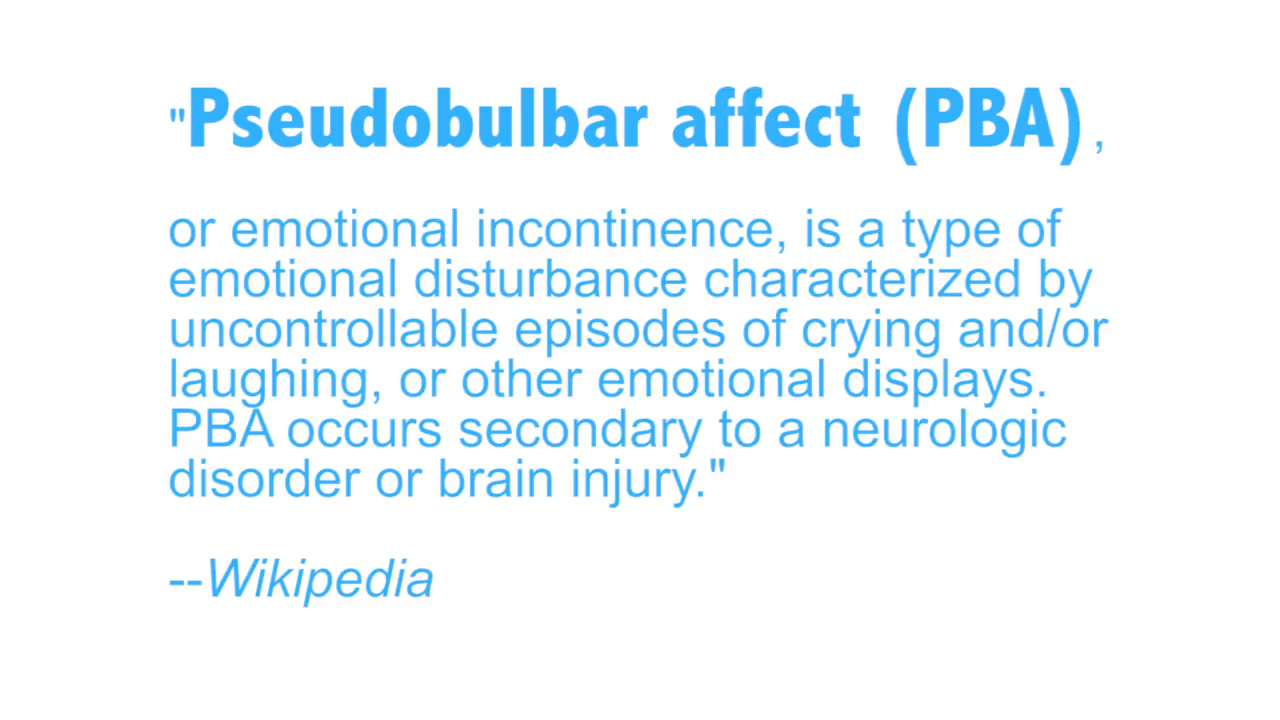 "Pseudobulbar affect (PBA) ,
or emotional incontinence, is a type of
emotional disturbance characterized by
uncontrollable episodes of crying and/or
laughing, or other emotional displays.
PBA occurs secondary to a neurologic
disorder or brain injury."
--Wikipedia